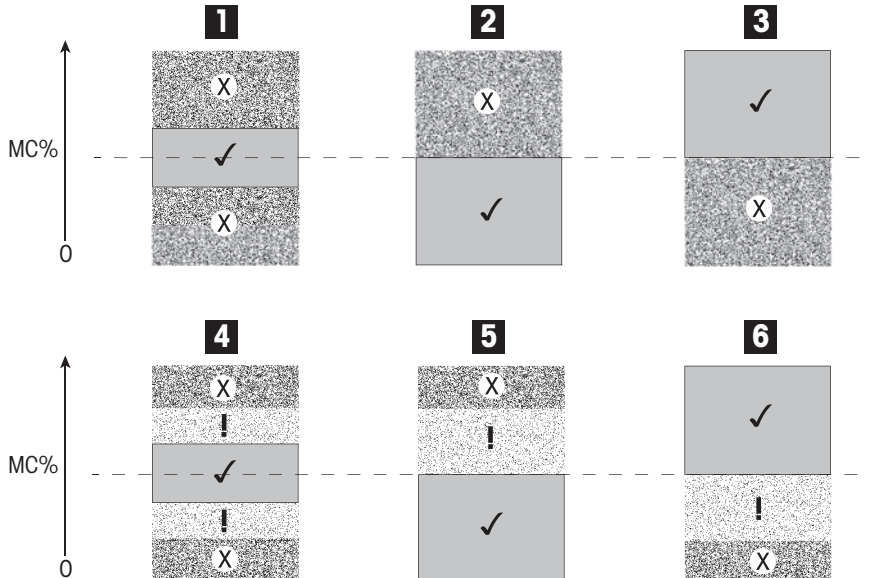 1 2 3
X X ✓
MC% ✓
X ✓ X
0
4 5 6
X X ✓
! !
MC% ✓
! ✓ !
X X
0